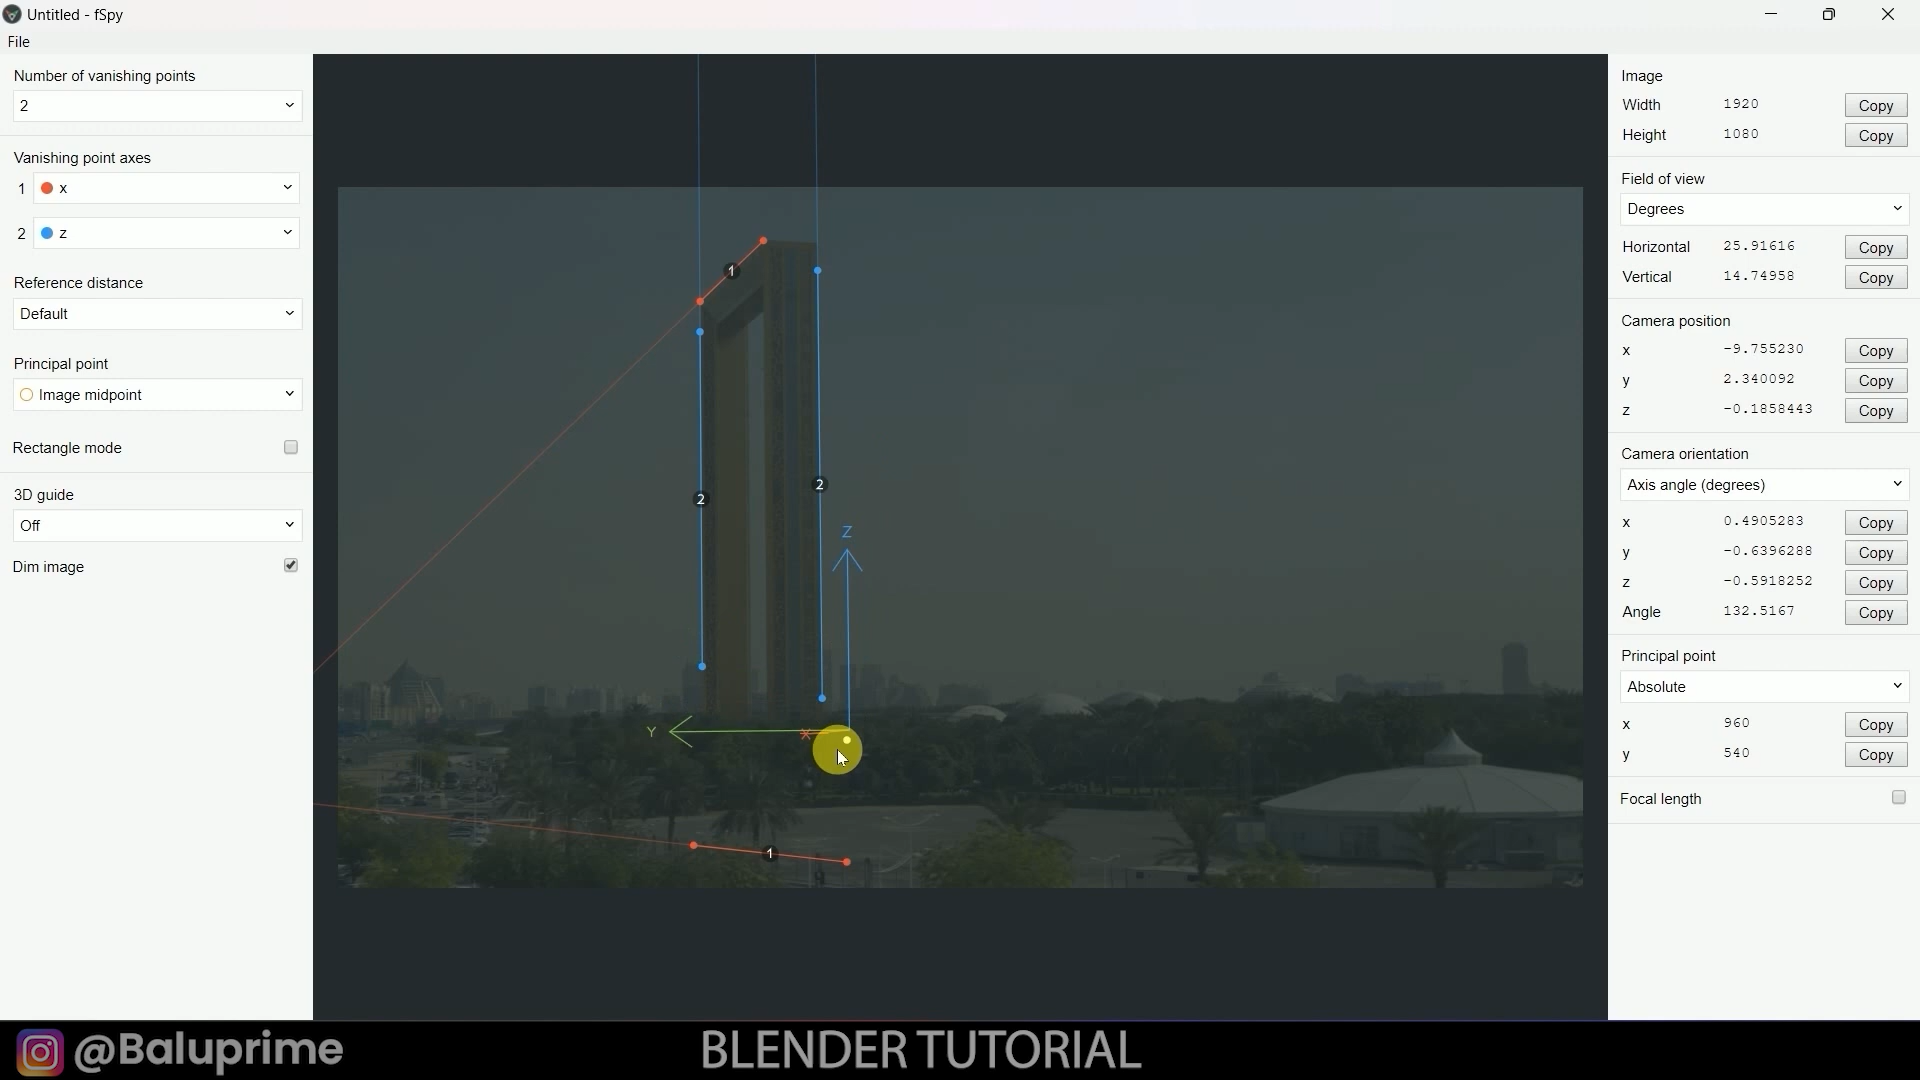 Untitled - fSpy
File
Number of vanishing points
2
Vanishing point axes
1 x
2 z
Reference distance
Default
Principal point
Image midpoint
Rectangle mode
3D guide
Off
Dim image
1
2
2
Z
Y
X
1
Image
Width 1920 Copy
Height 1080 Copy
Field of view
Degrees
Horizontal 25.91616 Copy
Vertical 14.74958 Copy
Camera position
x -9.755230 Copy
y 2.340092 Copy
z -0.1858443 Copy
Camera orientation
Axis angle (degrees)
x 0.4905283 Copy
y -0.6396288 Copy
z -0.5918252 Copy
Angle 132.5167 Copy
Principal point
Absolute
x 960 Copy
y 540 Copy
Focal length
@Baluprime
BLENDER TUTORIAL